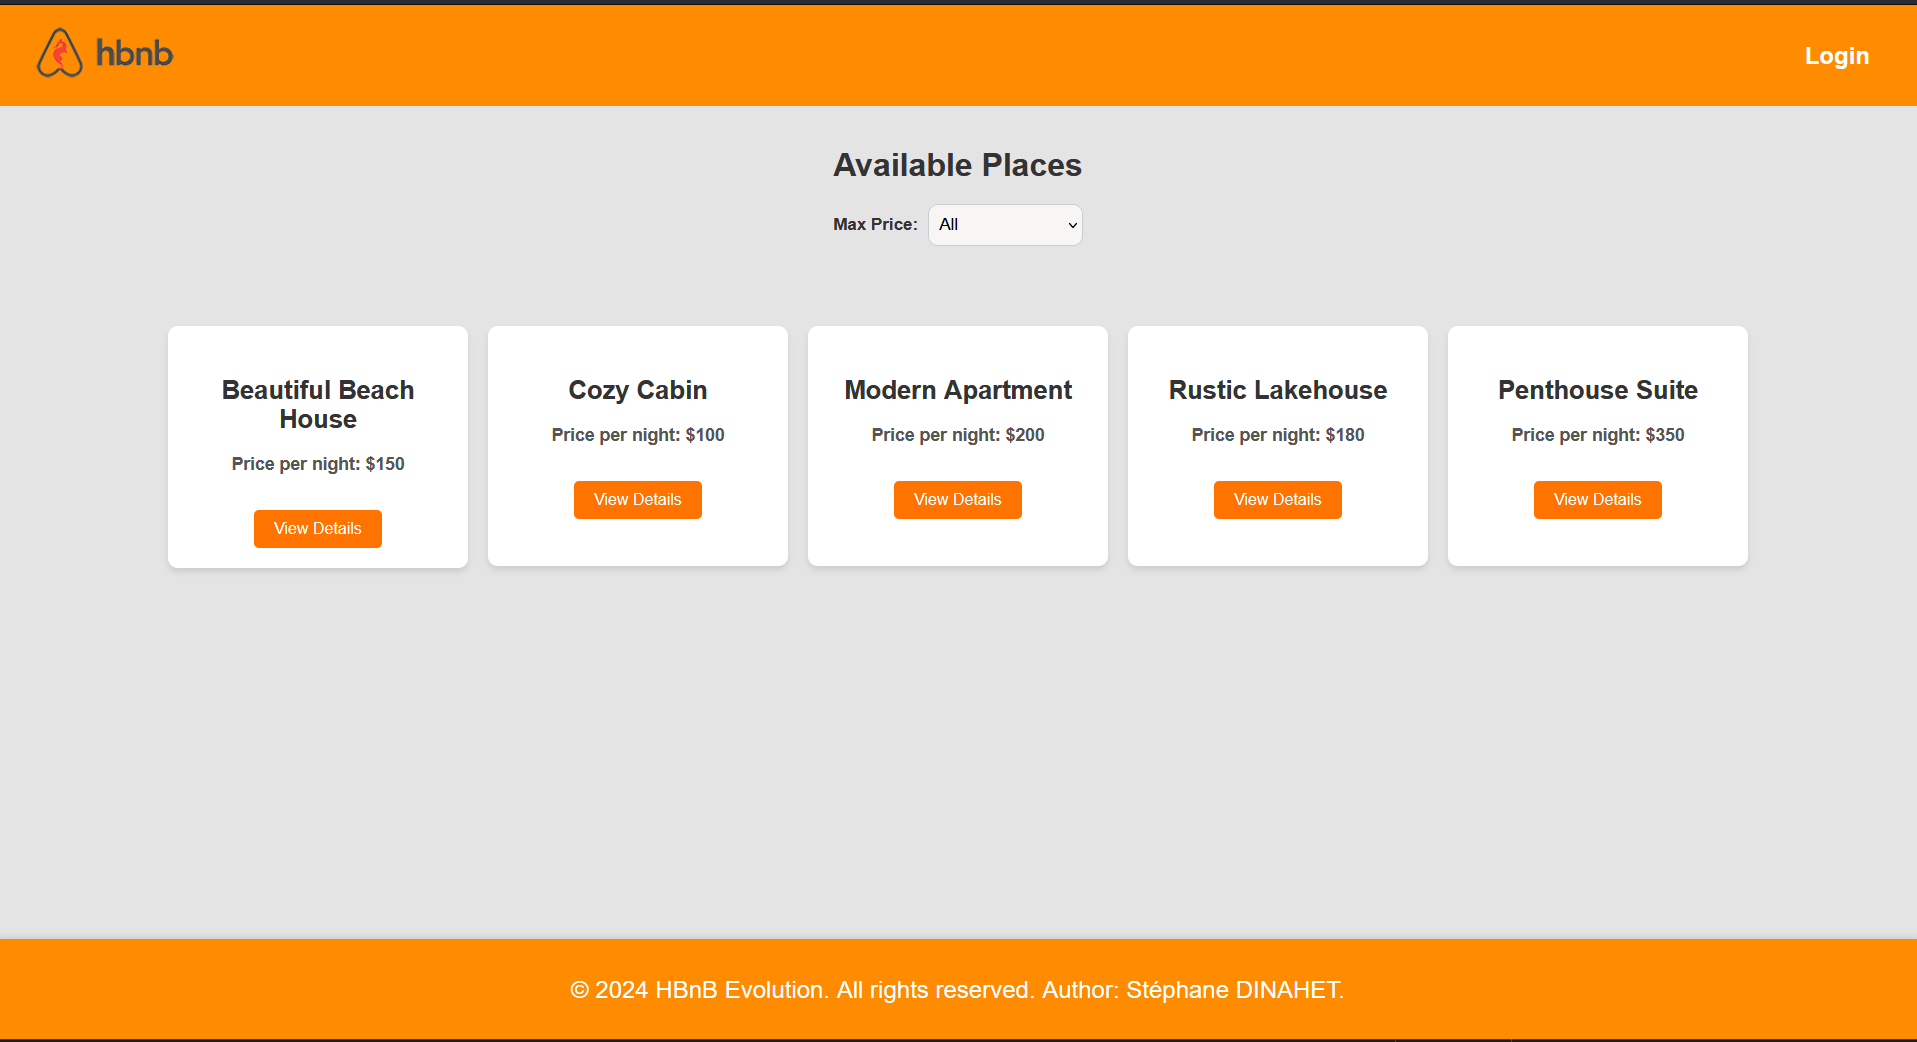 hbnb
Login
Available Places
Max Price: All
Beautiful Beach
House
Price per night: $150
View Details
Cozy Cabin
Price per night: $100
View Details
Modern Apartment
Price per night: $200
View Details
Rustic Lakehouse
Price per night: $180
View Details
Penthouse Suite
Price per night: $350
View Details
© 2024 HBnB Evolution. All rights reserved. Author: Stéphane DINAHET.